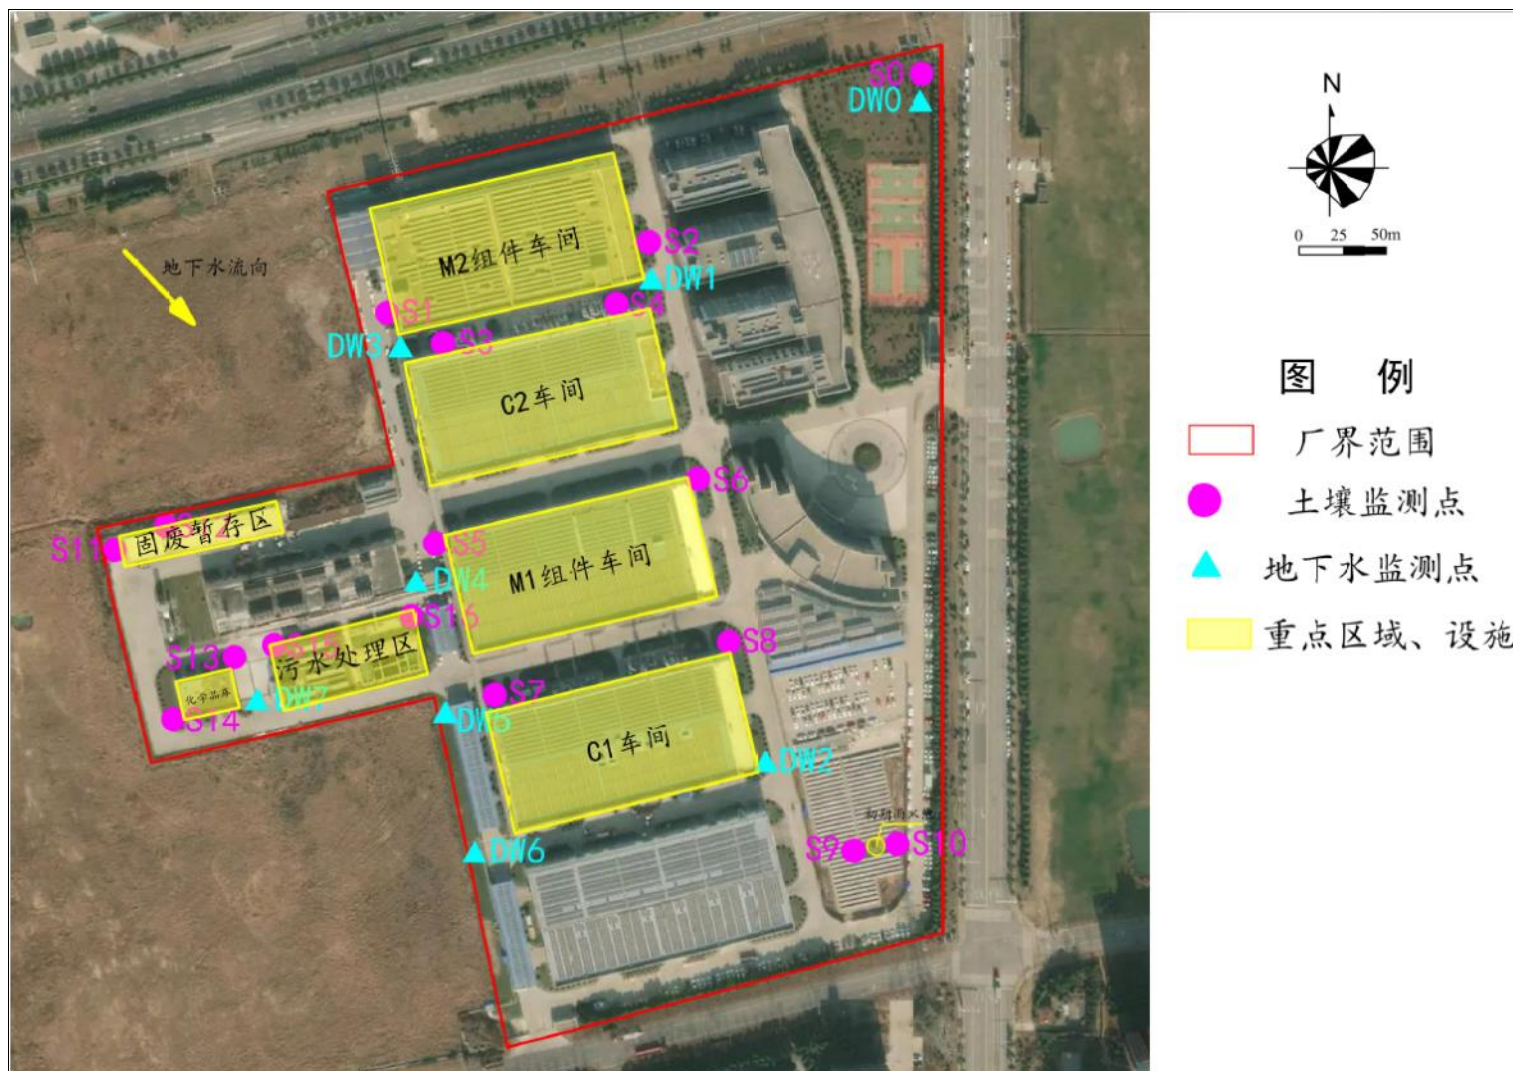 S0
DW0
N
0 25 50m
地下水流向
M2组件车间
S2
DW1
S1
S4
DW3
S3
C2车间
图 例
厂界范围
土壤监测点
地下水监测点
重点区域、设施
S6
S11
固废暂存区
S5
M1组件车间
DW4
S16
S15
污水处理区
S13
S8
化学品库
DW7
S14
S7
DW5
C1车间
DW2
S9
S10
DW6